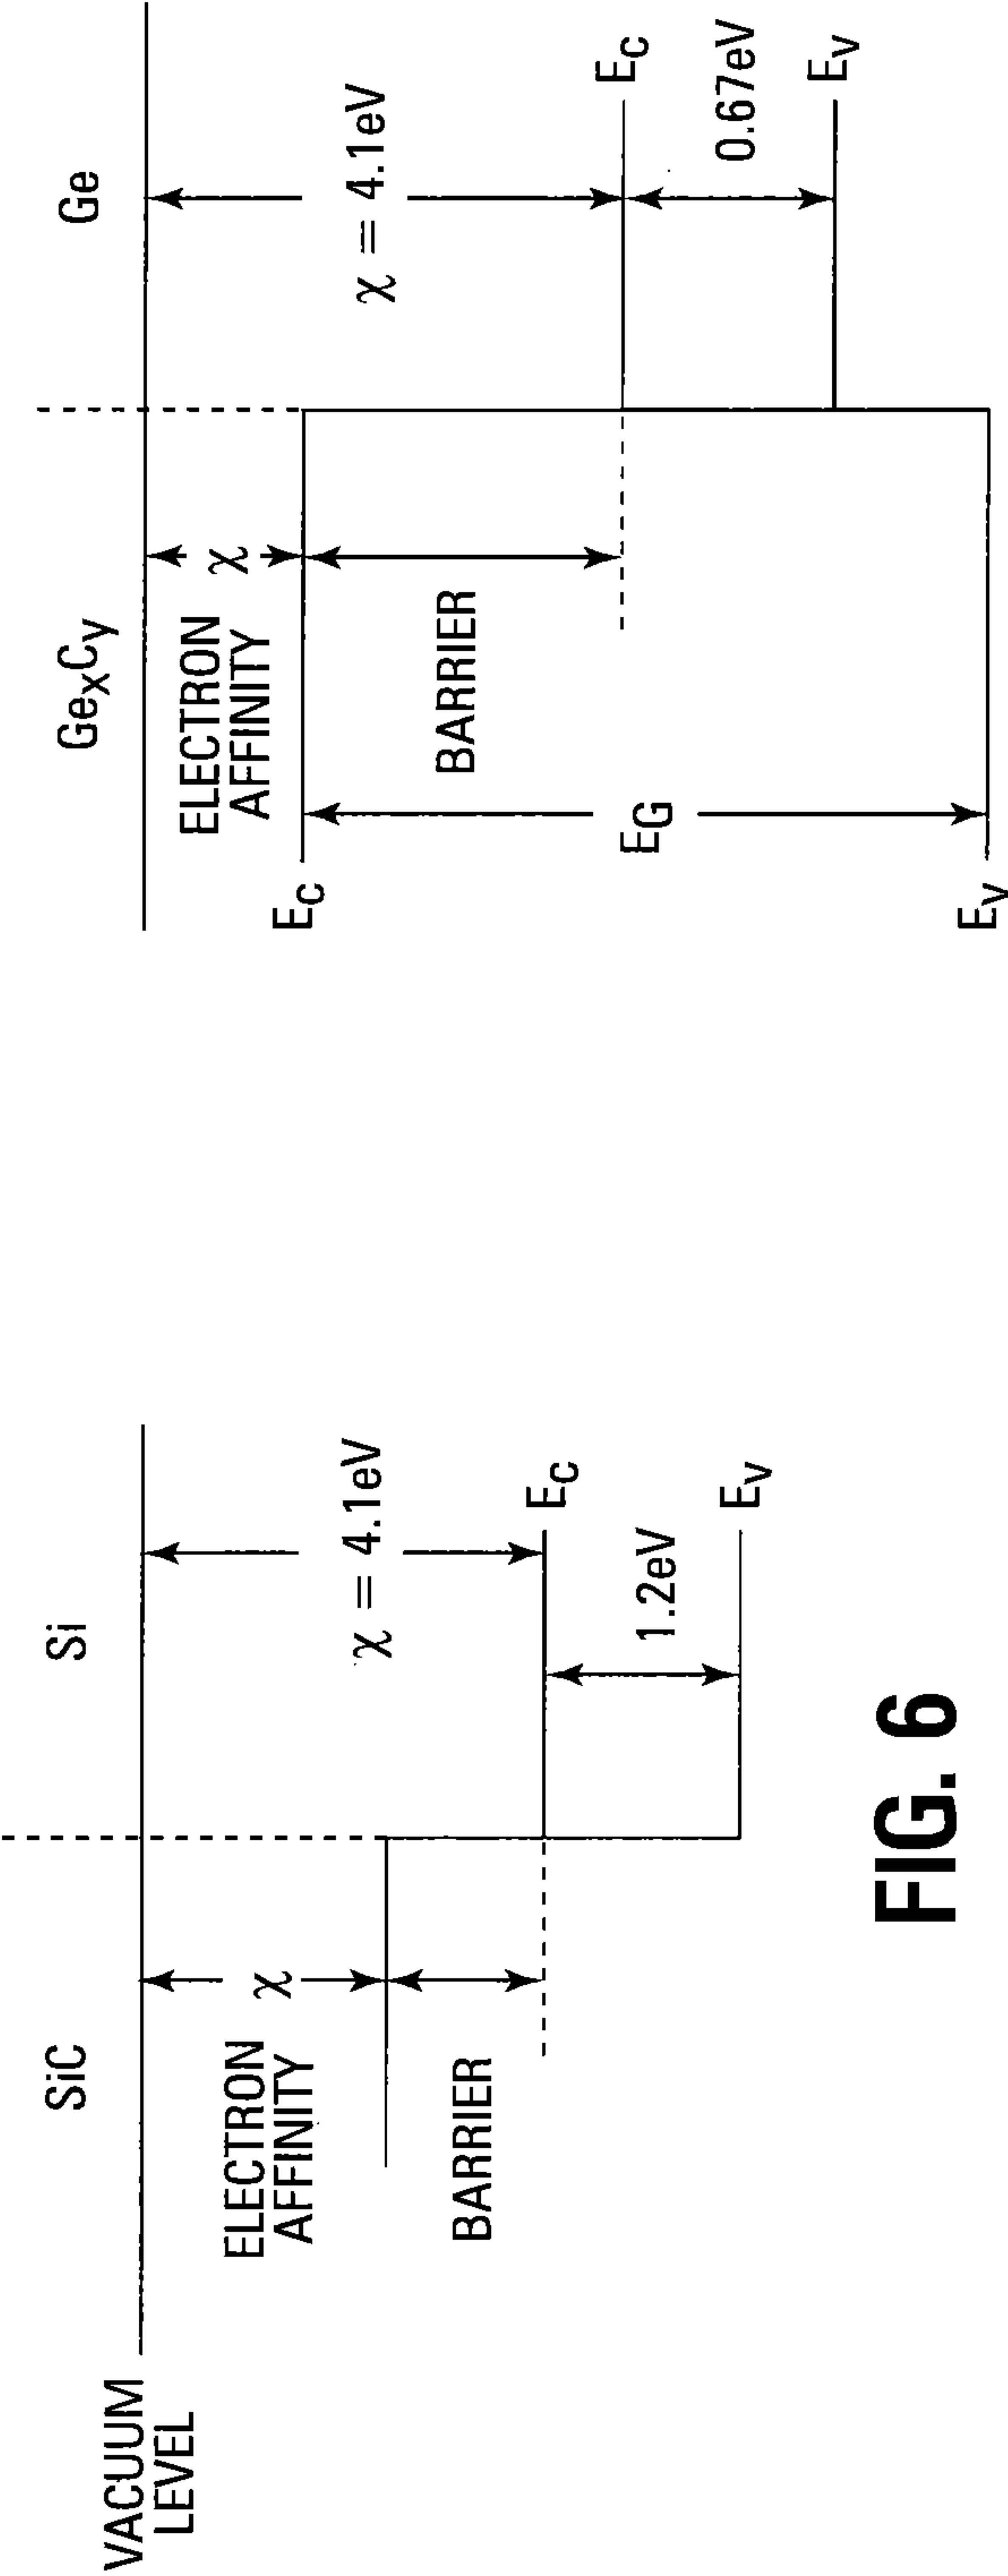 SiC
Si
VACUUM
LEVEL
ELECTRON
AFFINITY
χ
χ = 4.1eV
BARRIER
Ec
1.2eV
Ev
GexCy
Ge
ELECTRON
AFFINITY
χ
χ = 4.1eV
Ec
BARRIER
Ec
EG
0.67eV
Ev
Ev
FIG. 6